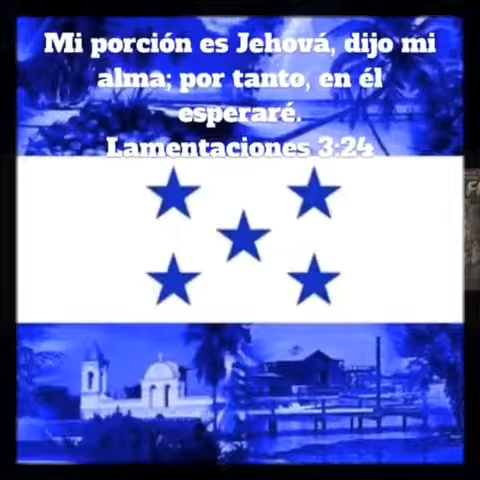 Mi porción es Jehová, dijo mi
alma; por tanto, en él
esperaré.
Lamentaciones 3:24